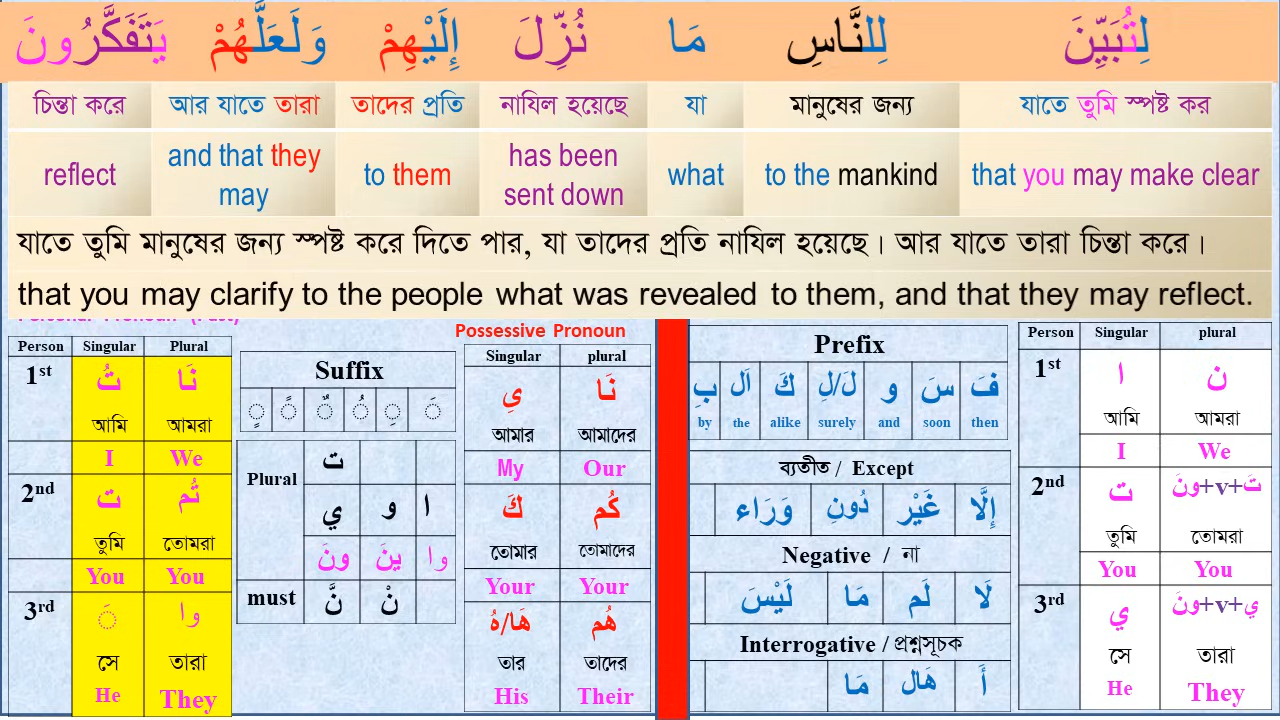 لِتُبَيِّنَ لِلنَّاسِ مَا نُزِّلَ إِلَيْهِمْ وَلَعَلَّهُمْ يَتَفَكَّرُونَ
চিন্তা করে আর যাতে তারা তাদের প্রতি নাযিল হয়েছে যা মানুষের জন্য যাতে তুমি স্পষ্ট কর
reflect and that they may to them has been sent down what to the mankind that you may make clear
যাতে তুমি মানুষের জন্য স্পষ্ট করে দিতে পার, যা তাদের প্রতি নাযিল হয়েছে। আর যাতে তারা চিন্তা করে।
that you may clarify to the people what was revealed to them, and that they may reflect.
Person Singular Plural
1st تُ نَا
আমি আমরা
I We
2nd ت تُم
তুমি তোমরা
You You
3rd َ وا
সে তারা
He They
Suffix
ٍ ً ٌ ُ ِ َ
Plural ت
ي و ا
ونَ ينَ وا
must نَّ نْ
Possessive Pronoun
Singular plural
يِ نَا
আমার আমাদের
My Our
كَ كُم
তোমার তোমাদের
Your Your
هَا/هُ هُم
তার তাদের
His Their
Prefix
بِ اَل كَ لَ/لِ و سَ فَ
by the alike surely and soon then
ব্যতীত / Except
وَرَاء دُونِ غَيْر إِلَّا
Negative / না
لَيْسَ مَا لَم لَا
Interrogative / প্রশ্নসূচক
مَا هَال أَ
Person Singular plural
1st ا ن
আমি আমরা
I We
2nd ت تَ+v+ونَ
তুমি তোমরা
You You
3rd ي ي+v+ونَ
সে তারা
He They